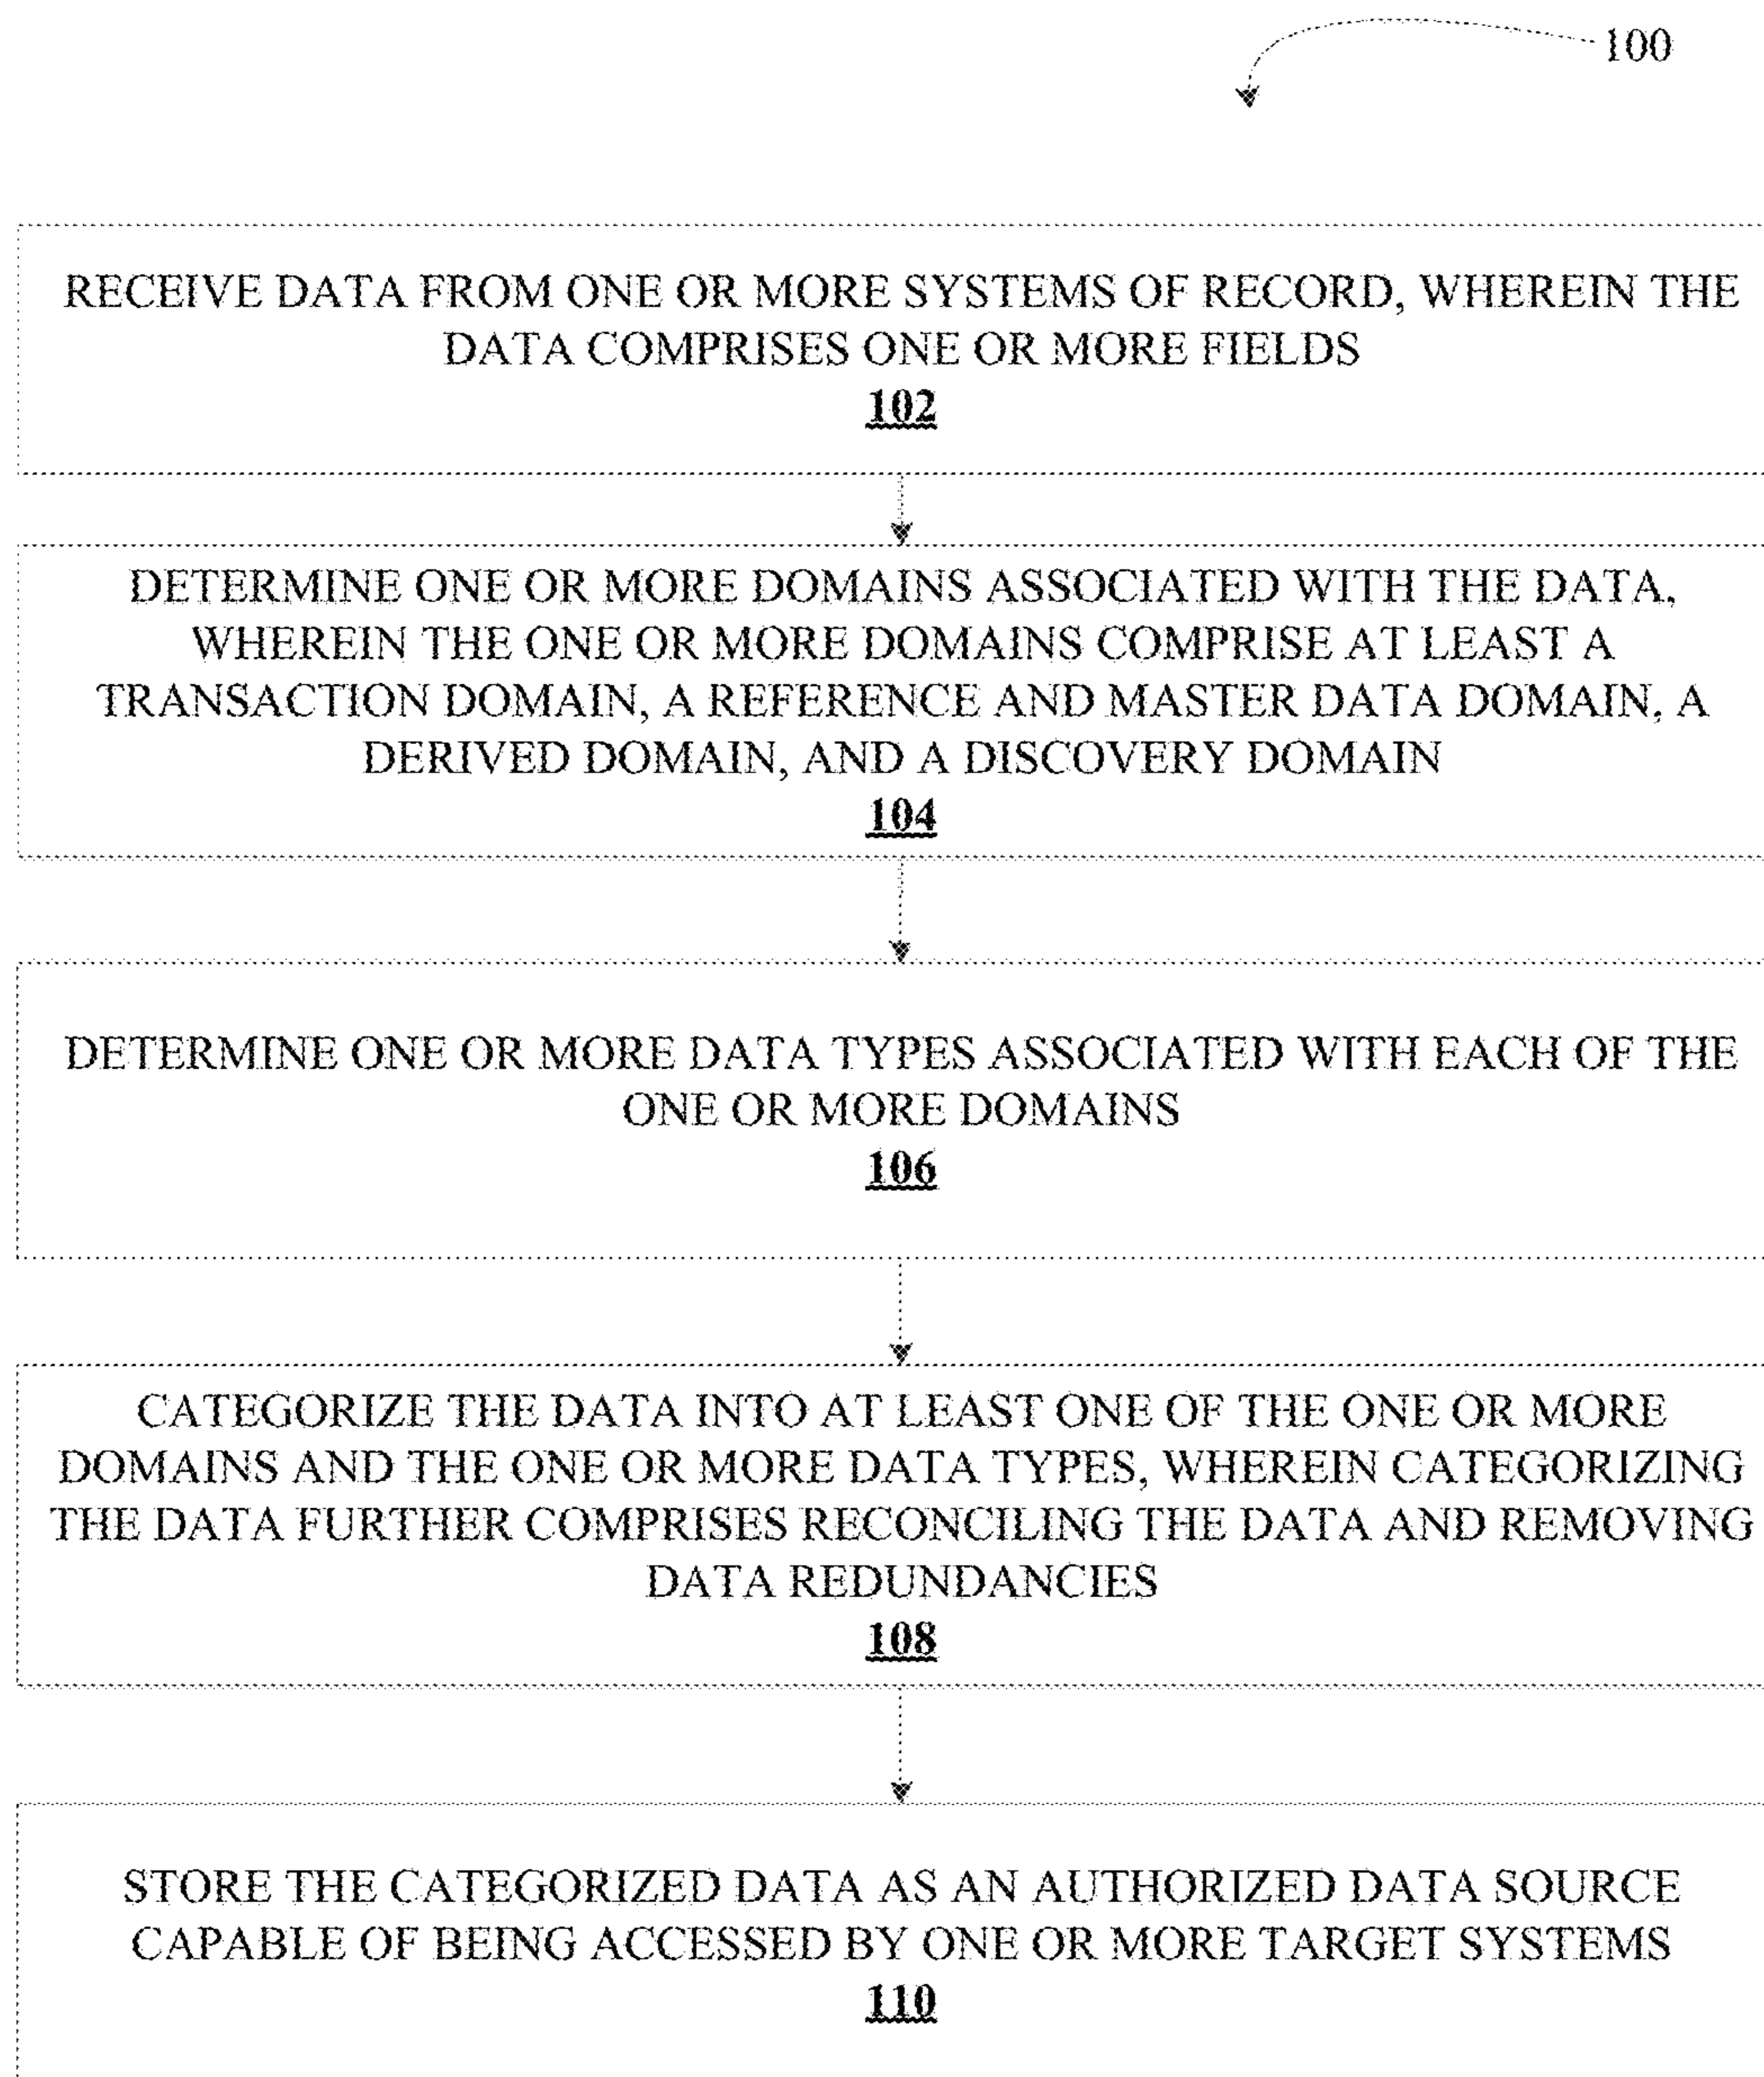 100
RECEIVE DATA FROM ONE OR MORE SYSTEMS OF RECORD, WHEREIN THE
DATA COMPRISES ONE OR MORE FIELDS
102
DETERMINE ONE OR MORE DOMAINS ASSOCIATED WITH THE DATA,
WHEREIN THE ONE OR MORE DOMAINS COMPRISE AT LEAST A
TRANSACTION DOMAIN, A REFERENCE AND MASTER DATA DOMAIN, A
DERIVED DOMAIN, AND A DISCOVERY DOMAIN
104
DETERMINE ONE OR MORE DATA TYPES ASSOCIATED WITH EACH OF THE
ONE OR MORE DOMAINS
106
CATEGORIZE THE DATA INTO AT LEAST ONE OF THE ONE OR MORE
DOMAINS AND THE ONE OR MORE DATA TYPES, WHEREIN CATEGORIZING
THE DATA FURTHER COMPRISES RECONCILING THE DATA AND REMOVING
DATA REDUNDANCIES
108
STORE THE CATEGORIZED DATA AS AN AUTHORIZED DATA SOURCE
CAPABLE OF BEING ACCESSED BY ONE OR MORE TARGET SYSTEMS
110